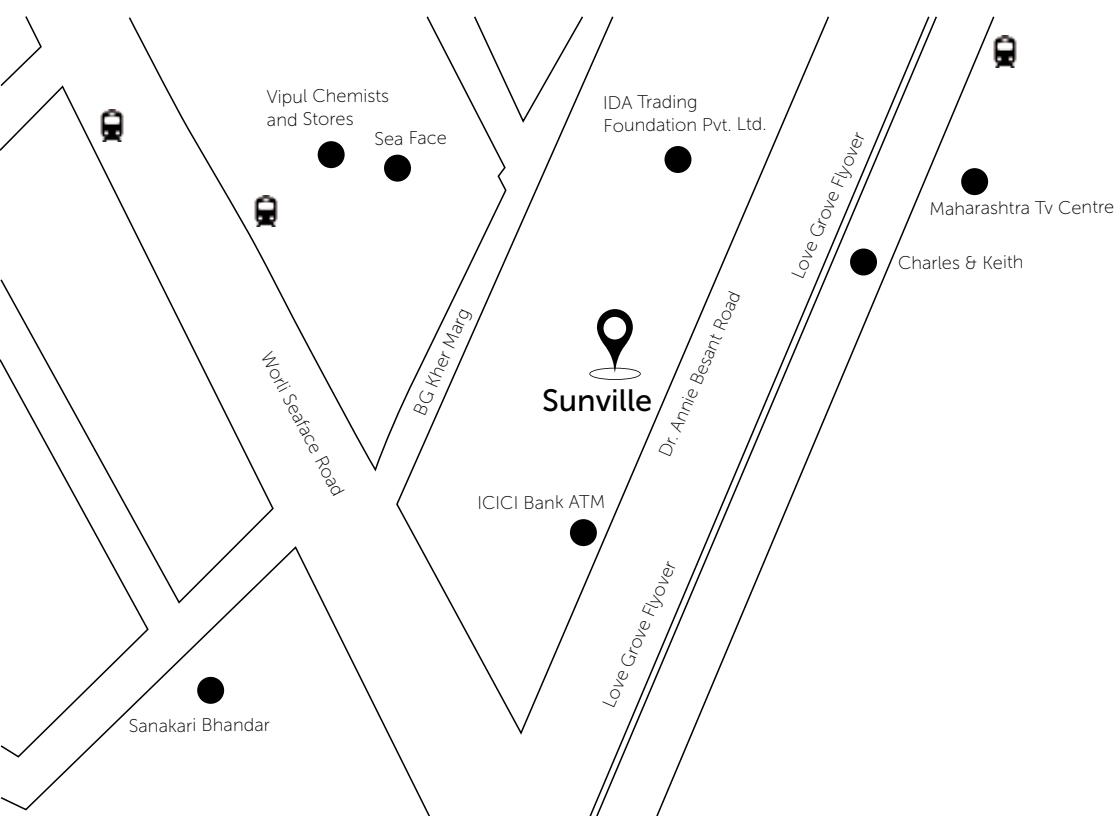 Vipul Chemists
and Stores
Sea Face
IDA Trading
Foundation Pvt. Ltd.
Love Grove Flyover
Maharashtra Tv Centre
Charles & Keith
BG Kher Marg
Worli Seaface Road
Dr. Annie Besant Road
Sunville
ICICI Bank ATM
Love Grove Flyover
Sanakari Bhandar